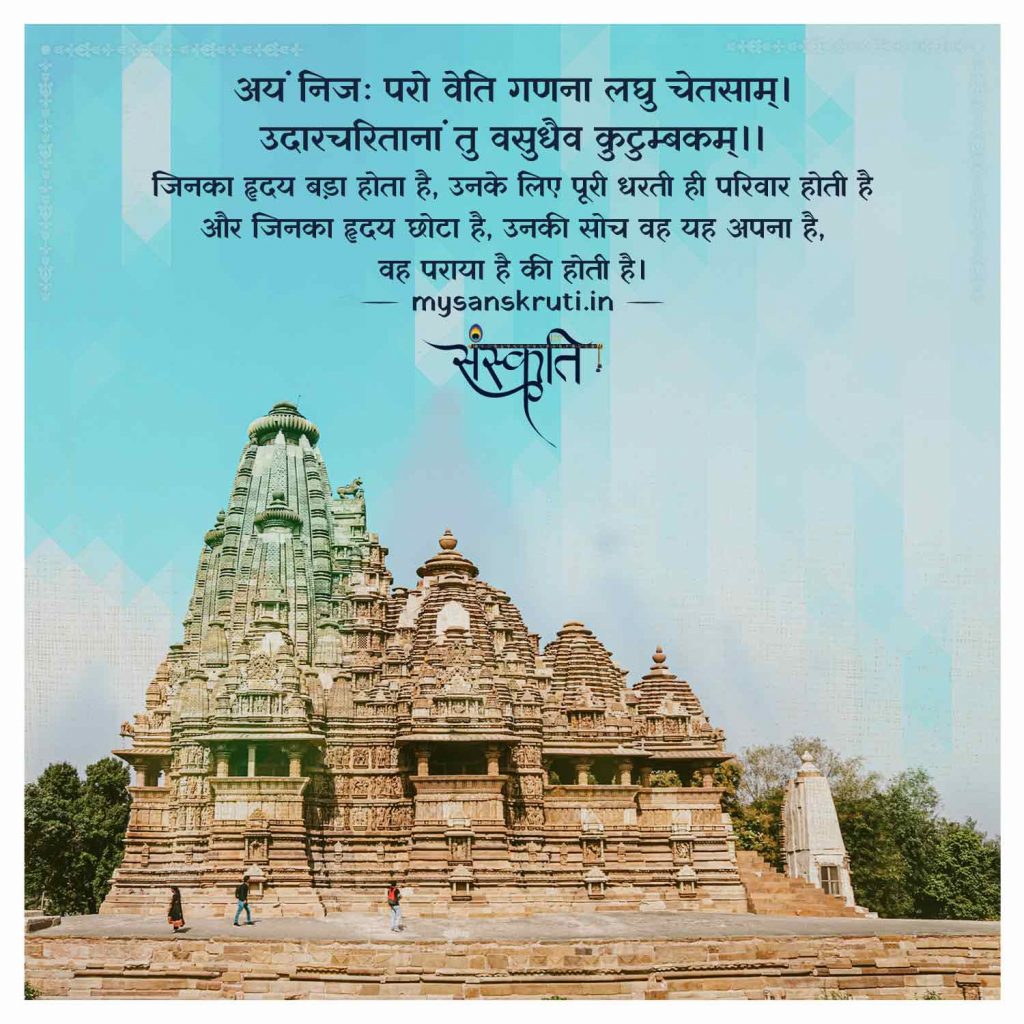 अयं निजः परो वेति गणना लघु चेतसाम्।
उदारचरितानां तु वसुधैव कुटुम्बकम्।।
जिनका हृदय बड़ा होता है, उनके लिए पूरी धरती ही परिवार होती है
और जिनका हृदय छोटा है, उनकी सोच वह यह अपना है,
वह पराया है की होती है।
mysanskruti.in
संस्कृति